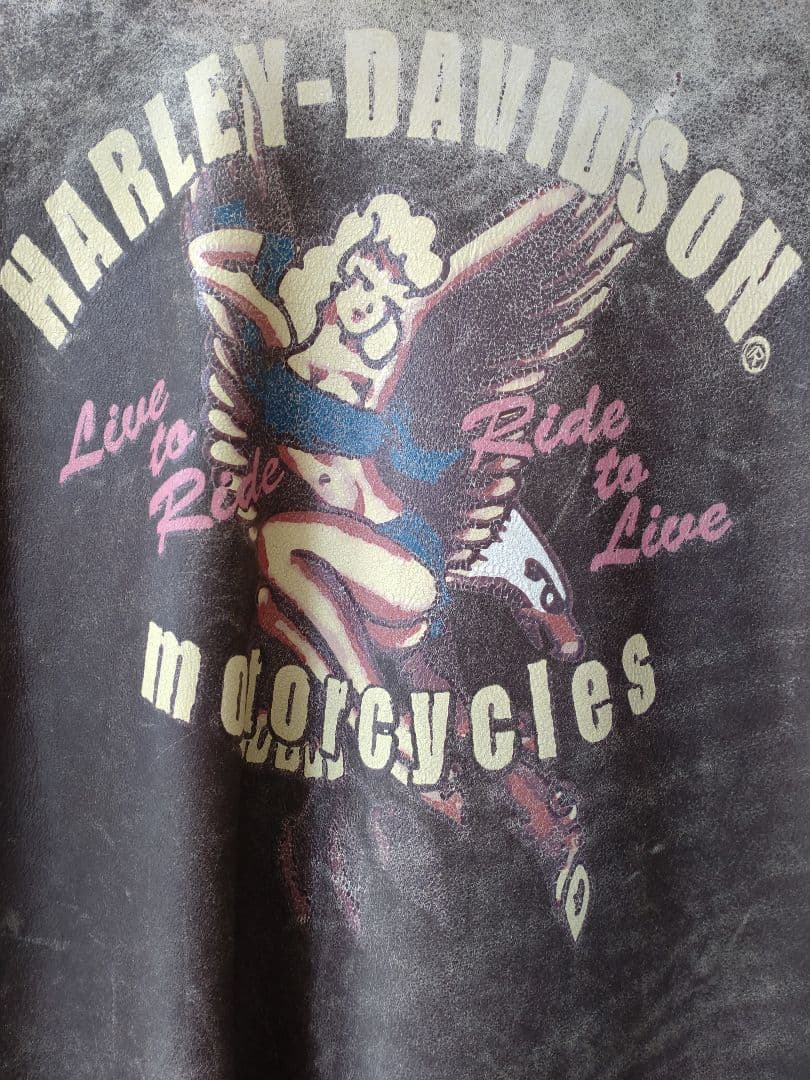 HARLEY-DAVIDSON®
Live
to
Ride
Ride
to
Live
motorcycles